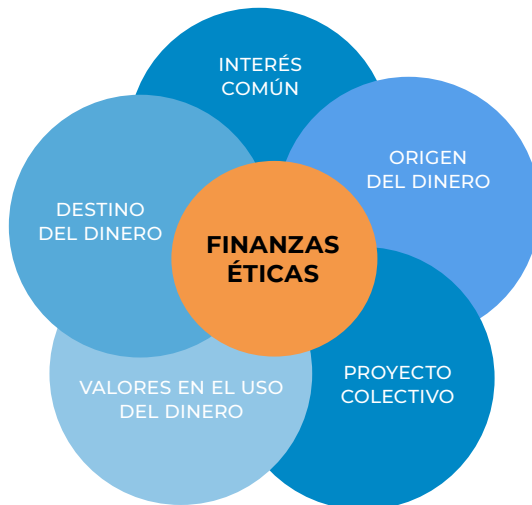 INTERÉS
COMÚN
ORIGEN
DEL DINERO
DESTINO
DEL DINERO
FINANZAS
ÉTICAS
PROYECTO
COLECTIVO
VALORES EN EL USO
DEL DINERO